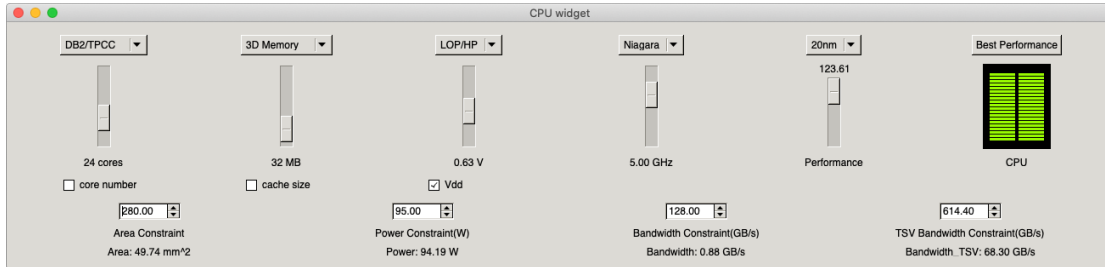 CPU widget
DB2/TPCC
3D Memory
LOP/HP
Niagara
20nm
Best Performance
123.61
24 cores
32 MB
0.63 V
5.00 GHz
Performance
CPU
core number
cache size
Vdd
280.00
95.00
128.00
614.40
Area Constraint
Power Constraint(W)
Bandwidth Constraint(GB/s)
TSV Bandwidth Constraint(GB/s)
Area: 49.74 mm^2
Power: 94.19 W
Bandwidth: 0.88 GB/s
Bandwidth_TSV: 68.30 GB/s